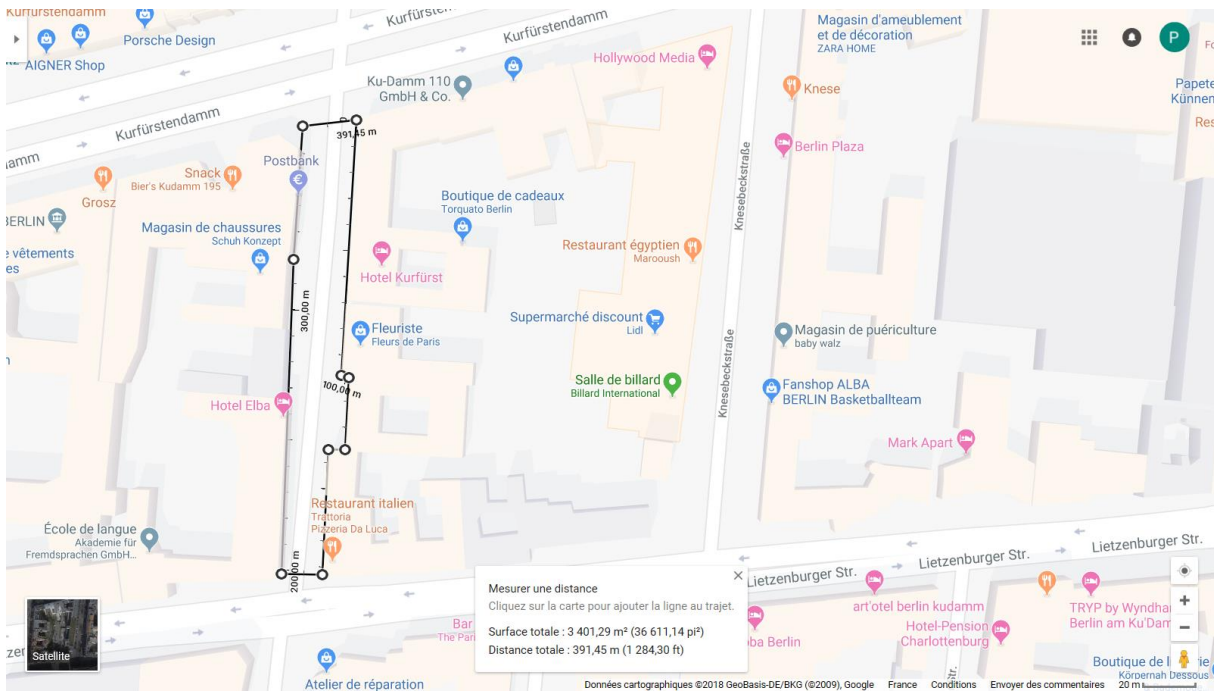 Kurfürstendamm
Porsche Design
AIGNER Shop
Kurfürstendamm
Kurfürstendamm
Ku-Damm 110
GmbH & Co.
Hollywood Media
Magasin d'ameublement
et de décoration
ZARA HOME
P
Knese
Kurfürstendamm
391,45 m
Postbank
Snack
Bier's Kudamm 195
Grosz
Berlin Plaza
Knesebeckstraße
Boutique de cadeaux
Torquato Berlin
BERLIN
Magasin de chaussures
Schuh Konzept
vêtements
es
Hotel Kurfürst
Restaurant égyptien
Marooush
300,00 m
Fleuriste
Fleurs de Paris
Supermarché discount
Lidl
Magasin de puériculture
baby walz
Knesebeckstraße
100,00 m
Hotel Elba
Salle de billard
Billard International
Fanshop ALBA
BERLIN Basketballteam
Mark Apart
Restaurant italien
Trattoria
Pizzeria Da Luca
École de langue
Akademie für
Fremdsprachen GmbH...
200,00 m
Lietzenburger Str.
Lietzenburger Str.
Lietzenburger Str.
Mesurer une distance
Cliquez sur la carte pour ajouter la ligne au trajet.
Surface totale : 3 401,29 m² (36 611,14 pi²)
Distance totale : 391,45 m (1 284,30 ft)
art'otel berlin kudamm
Hotel-Pension
Charlottenburg
TRYP by Wyndha
Berlin am Ku'Dam
Bar
The Pari
ba Berlin
Satellite
Atelier de réparation
Boutique de l
Körpernah Dessous
Str.
Données cartographiques ©2018 GeoBasis-DE/BKG (©2009), Google
France
Conditions
Envoyer des commentaires
20 m